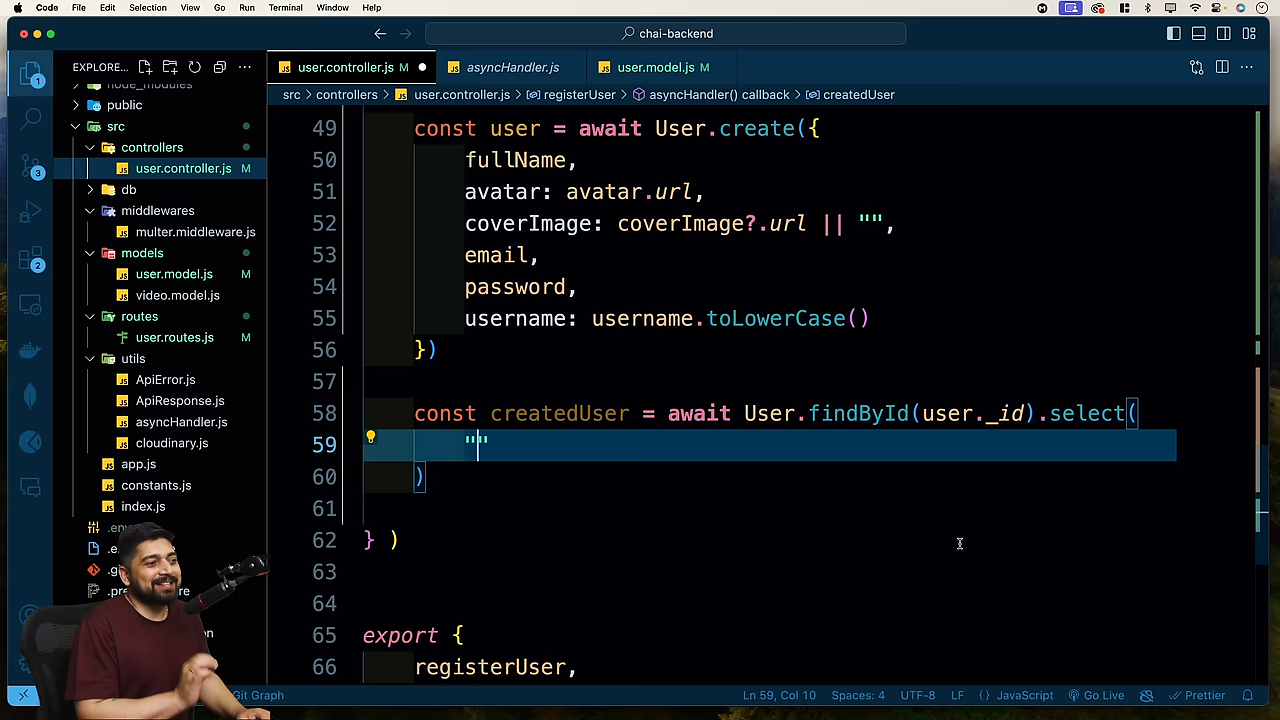 Code File Edit Selection View Go Run Terminal Window Help
chai-backend
EXPLORE...
user.controller.js M
asyncHandler.js
user.model.js M
src > controllers > user.controller.js > registerUser > asyncHandler() callback > createdUser
node_modules
public
src
controllers
user.controller.js M
db
middlewares
multer.middleware.js
models
user.model.js M
video.model.js
routes
user.routes.js M
utils
ApiError.js
ApiResponse.js
asyncHandler.js
cloudinary.js
app.js
constants.js
index.js
1
3
2
49 const user = await User.create({
50 fullName,
51 avatar: avatar.url,
52 coverImage: coverImage?.url || "",
53 email,
54 password,
55 username: username.toLowerCase()
56 })
57
58 const createdUser = await User.findById(user._id).select(
59 ""
60 )
61
62 } )
63
64
65 export {
66 registerUser,
Git Graph
Ln 59, Col 10 Spaces: 4 UTF-8 LF {} JavaScript Go Live Prettier